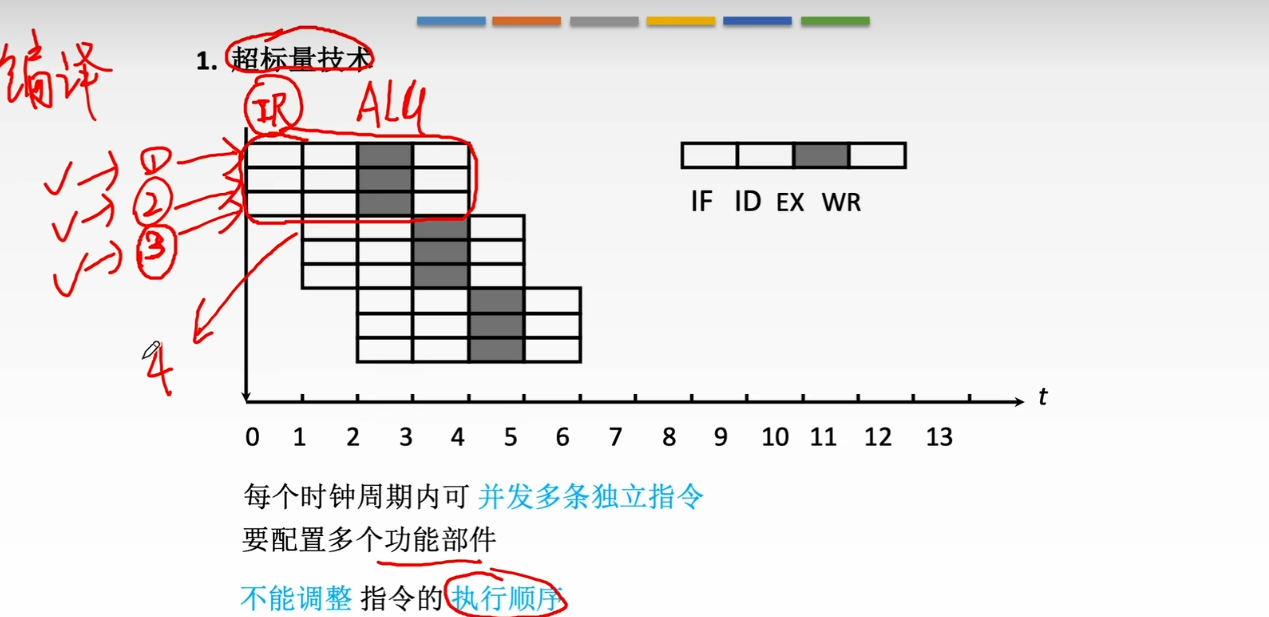 编译
1. 超标量技术
IR ALU
①
②
③
4
IF ID EX WR
t
0 1 2 3 4 5 6 7 8 9 10 11 12 13
每个时钟周期内可 并发多条独立指令
要配置多个功能部件
不能调整 指令的 执行顺序